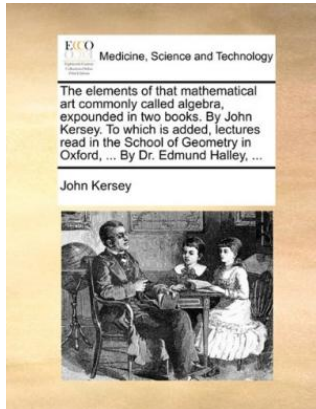 ECCO
Medicine, Science and Technology
The elements of that mathematical
art commonly called algebra,
expounded in two books. By John
Kersey. To which is added, lectures
read in the School of Geometry in
Oxford, ... By Dr. Edmund Halley, ...
John Kersey